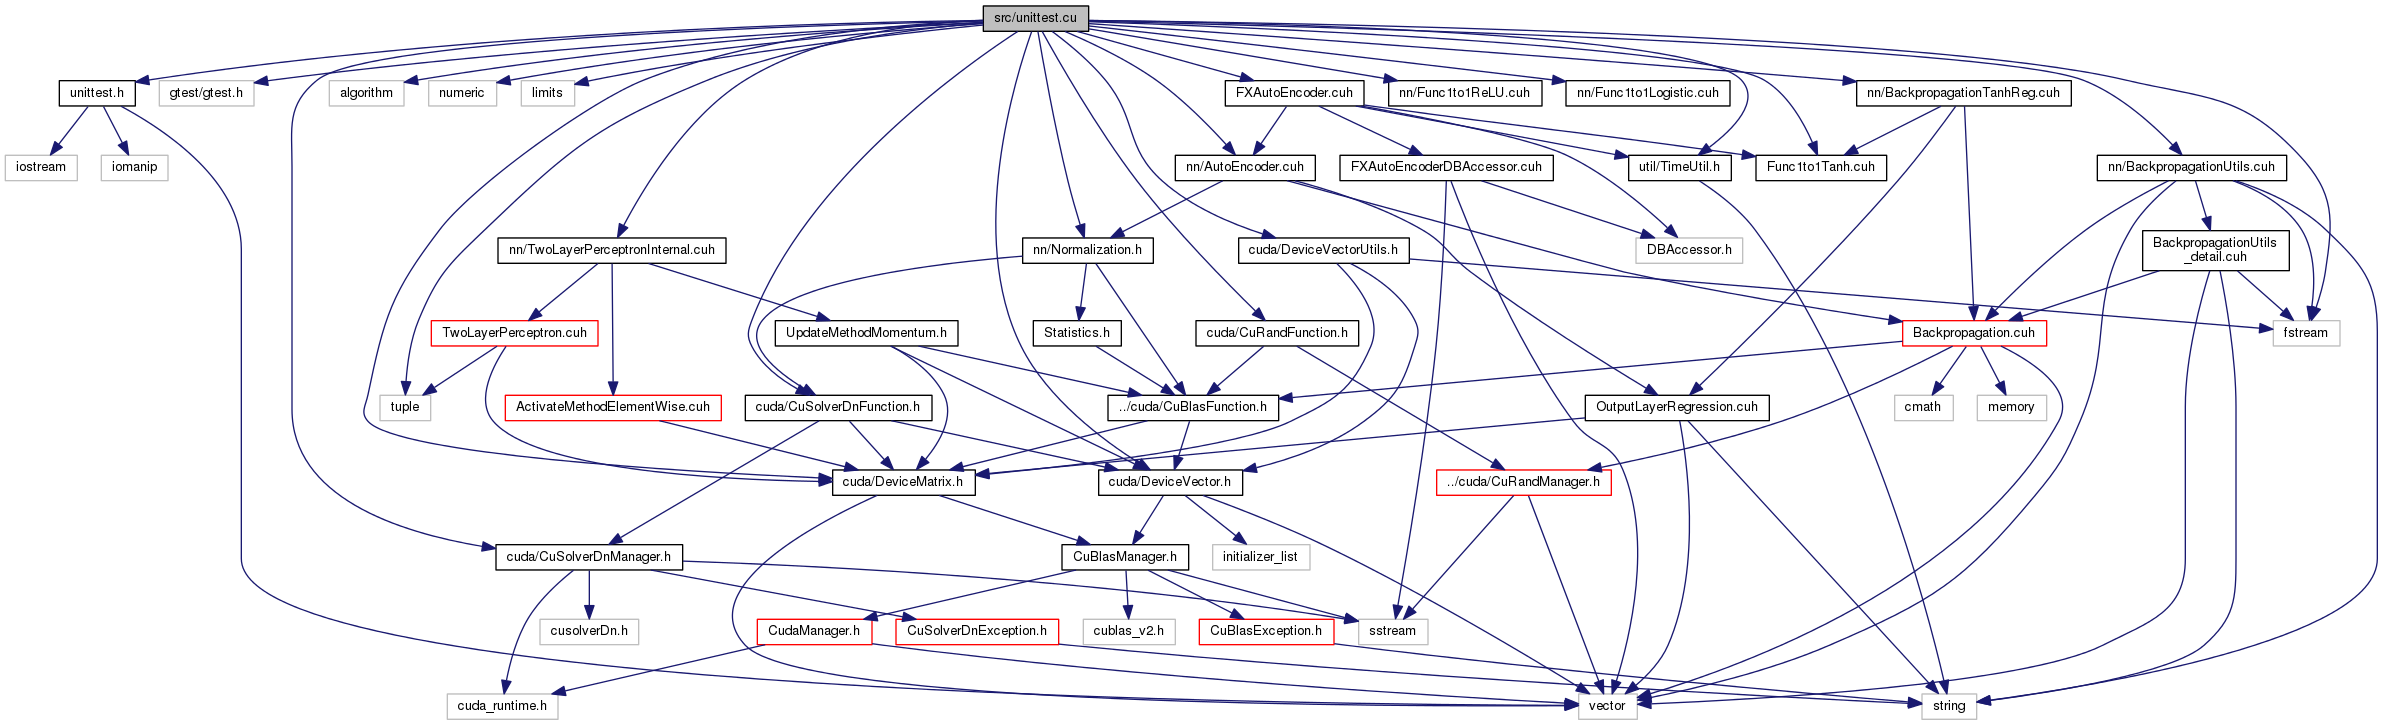 src/unittest.cu
unittest.h
gtest/gtest.h
algorithm
numeric
limits
FXAutoEncoder.cuh
nn/Func1to1ReLU.cuh
nn/Func1to1Logistic.cuh
nn/BackpropagationTanhReg.cuh
iostream
iomanip
nn/AutoEncoder.cuh
FXAutoEncoderDBAccessor.cuh
util/TimeUtil.h
Func1to1Tanh.cuh
nn/BackpropagationUtils.cuh
nn/TwoLayerPerceptronInternal.cuh
nn/Normalization.h
cuda/DeviceVectorUtils.h
DBAccessor.h
BackpropagationUtils
_detail.cuh
TwoLayerPerceptron.cuh
UpdateMethodMomentum.h
Statistics.h
cuda/CuRandFunction.h
Backpropagation.cuh
fstream
tuple
ActivateMethodElementWise.cuh
cuda/CuSolverDnFunction.h
../cuda/CuBlasFunction.h
OutputLayerRegression.cuh
cmath
memory
cuda/DeviceMatrix.h
cuda/DeviceVector.h
../cuda/CuRandManager.h
cuda/CuSolverDnManager.h
CuBlasManager.h
initializer_list
cusolverDn.h
CudaManager.h
CuSolverDnException.h
cublas_v2.h
CuBlasException.h
sstream
cuda_runtime.h
vector
string